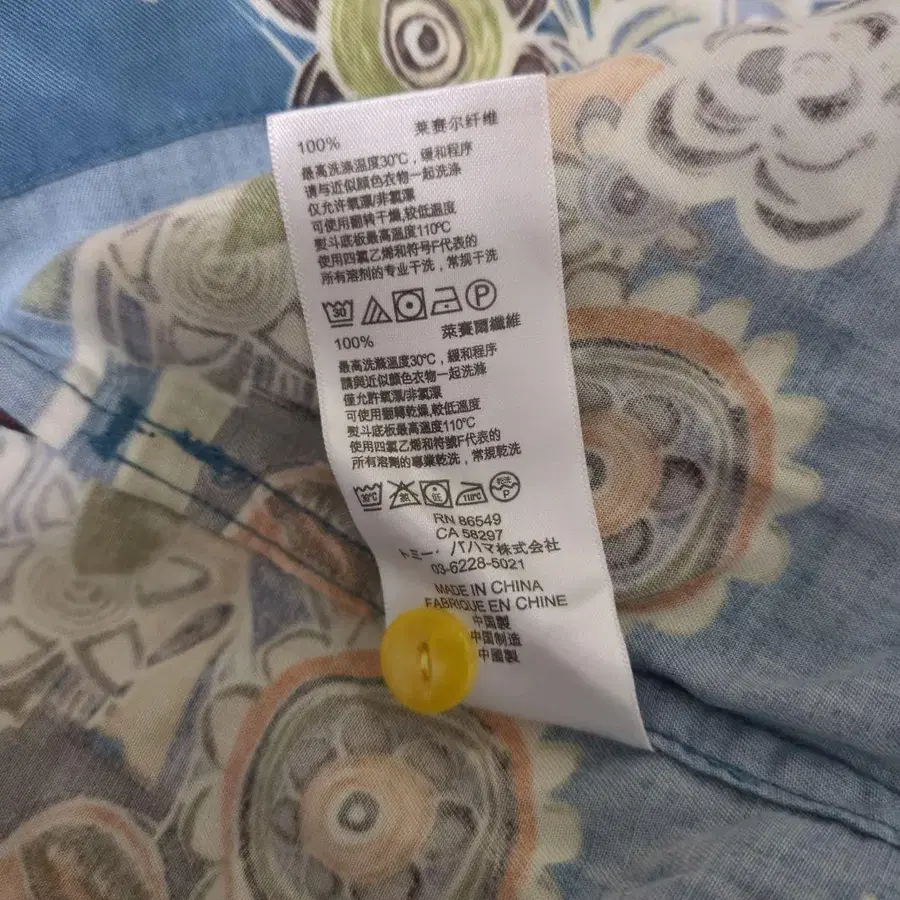 100% 莱赛尔纤维
最高洗涤温度30℃，缓和程序
请与近似颜色衣物一起洗涤
仅允许氧漂/非氯漂
可使用翻转干燥,较低温度
熨斗底板最高温度110℃
使用四氯乙烯和符号F代表的
所有溶剂的专业干洗，常规干洗
30 P
100% 萊賽爾纖維
最高洗滌溫度30℃，緩和程序
請與近似顏色衣物一起洗滌
僅允許氧漂/非氯漂
可使用翻轉乾燥,較低溫度
熨斗底板最高溫度110℃
使用四氯乙烯和符號F代表的
所有溶劑的專業乾洗，常規乾洗
30℃ 氯 低 110℃ 乾洗 P
RN 86549
CA 58297
トミー・バハマ株式会社
03-6228-5021
MADE IN CHINA
FABRIQUE EN CHINE
中国製
中国制造
中國製